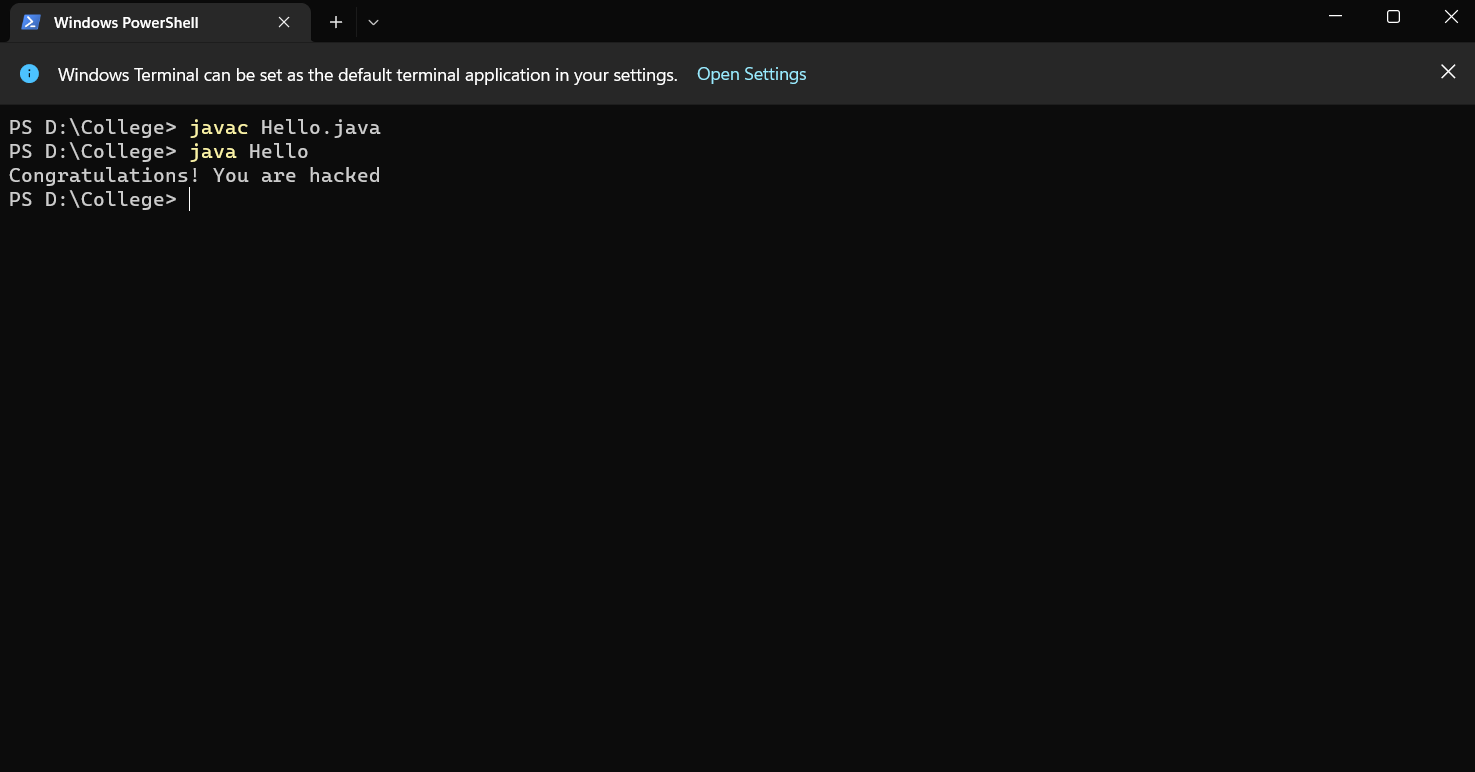 Windows PowerShell
Windows Terminal can be set as the default terminal application in your settings. Open Settings
PS D:\College> javac Hello.java
PS D:\College> java Hello
Congratulations! You are hacked
PS D:\College>